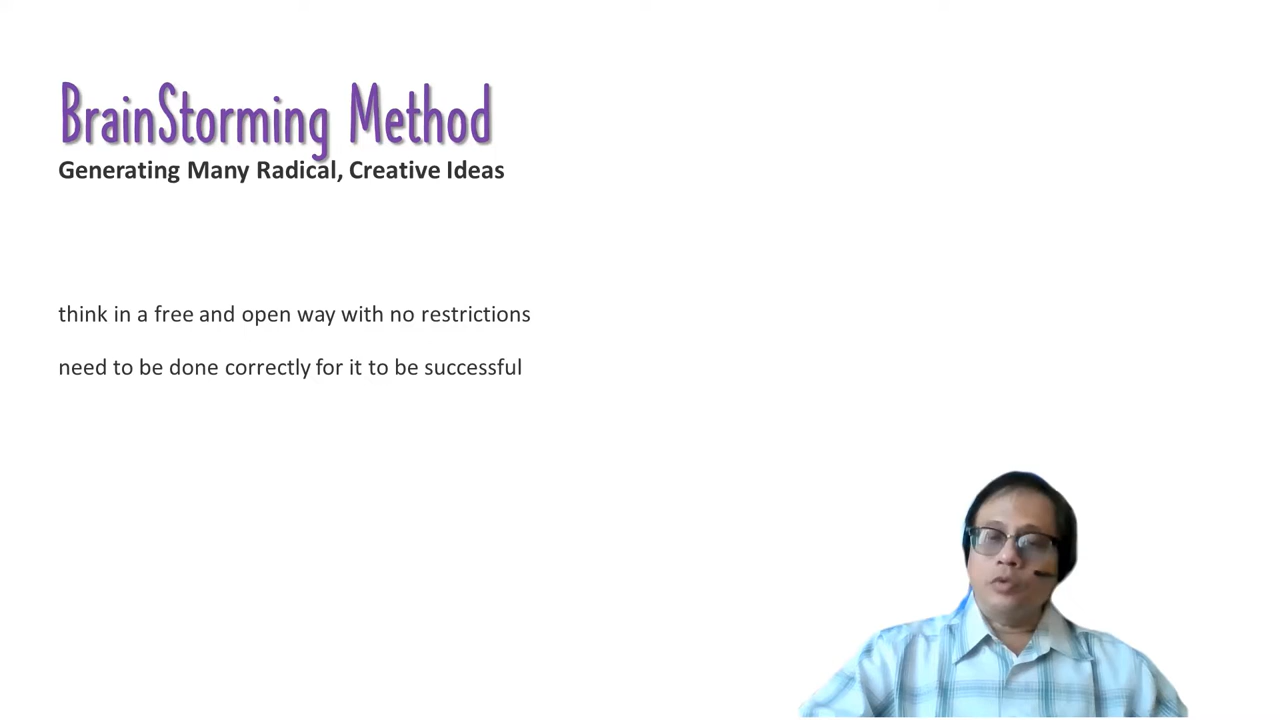 BrainStorming Method
Generating Many Radical, Creative Ideas
think in a free and open way with no restrictions
need to be done correctly for it to be successful